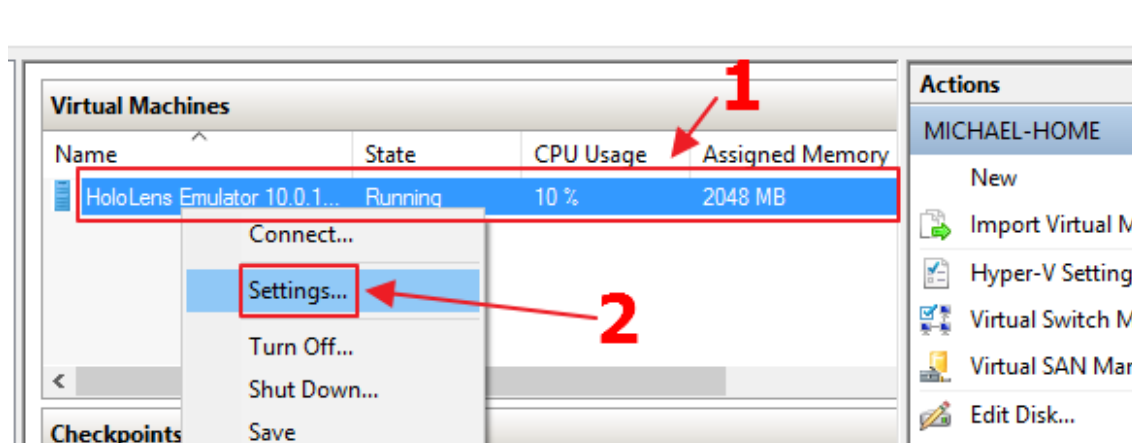 1
Virtual Machines
Name State CPU Usage Assigned Memory
HoloLens Emulator 10.0.1... Running 10 % 2048 MB
Connect...
Settings...
2
Turn Off...
Shut Down...
Save
Checkpoints
Actions
MICHAEL-HOME
New
Import Virtual M
Hyper-V Setting
Virtual Switch M
Virtual SAN Mar
Edit Disk...